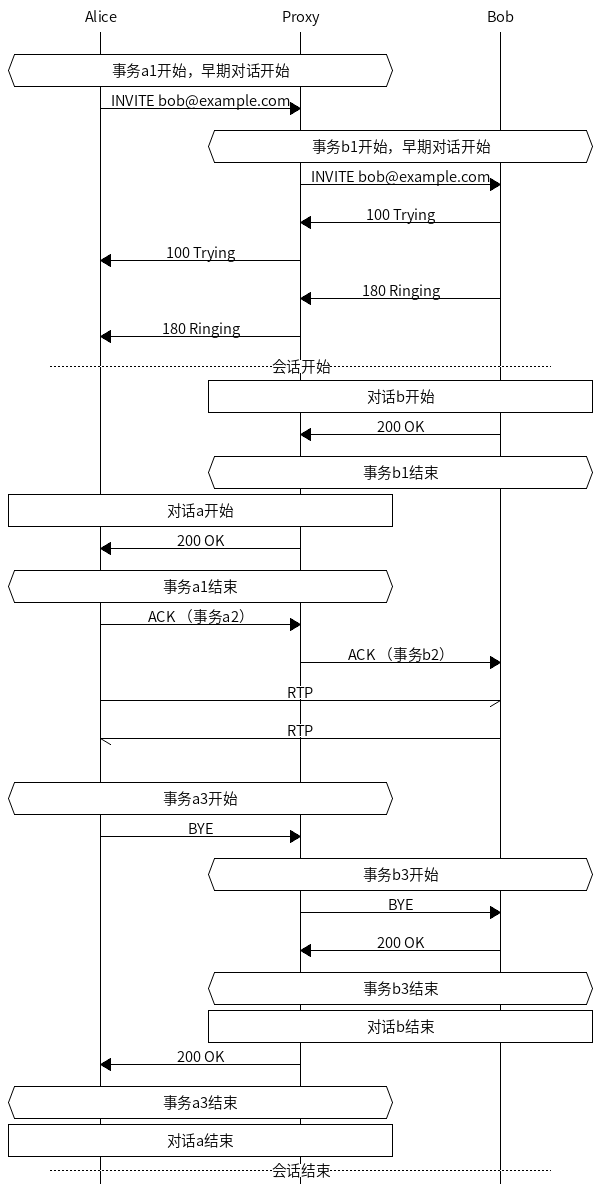 Alice Proxy Bob
事务a1开始，早期对话开始
INVITE bob@example.com
事务b1开始，早期对话开始
INVITE bob@example.com
100 Trying
100 Trying
180 Ringing
180 Ringing
会话开始
对话b开始
200 OK
事务b1结束
对话a开始
200 OK
事务a1结束
ACK （事务a2）
ACK （事务b2）
RTP
RTP
事务a3开始
BYE
事务b3开始
BYE
200 OK
事务b3结束
对话b结束
200 OK
事务a3结束
对话a结束
会话结束